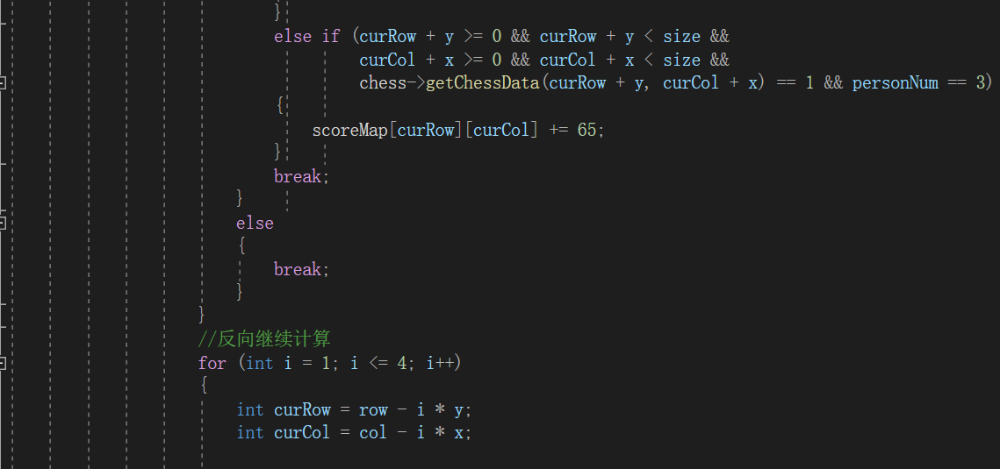 }
else if (curRow + y >= 0 && curRow + y < size &&
curCol + x >= 0 && curCol + x < size &&
chess->getChessData(curRow + y, curCol + x) == 1 && personNum == 3)
{
scoreMap[curRow][curCol] += 65;
}
break;
}
else
{
break;
}
}
//反向继续计算
for (int i = 1; i <= 4; i++)
{
int curRow = row - i * y;
int curCol = col - i * x;